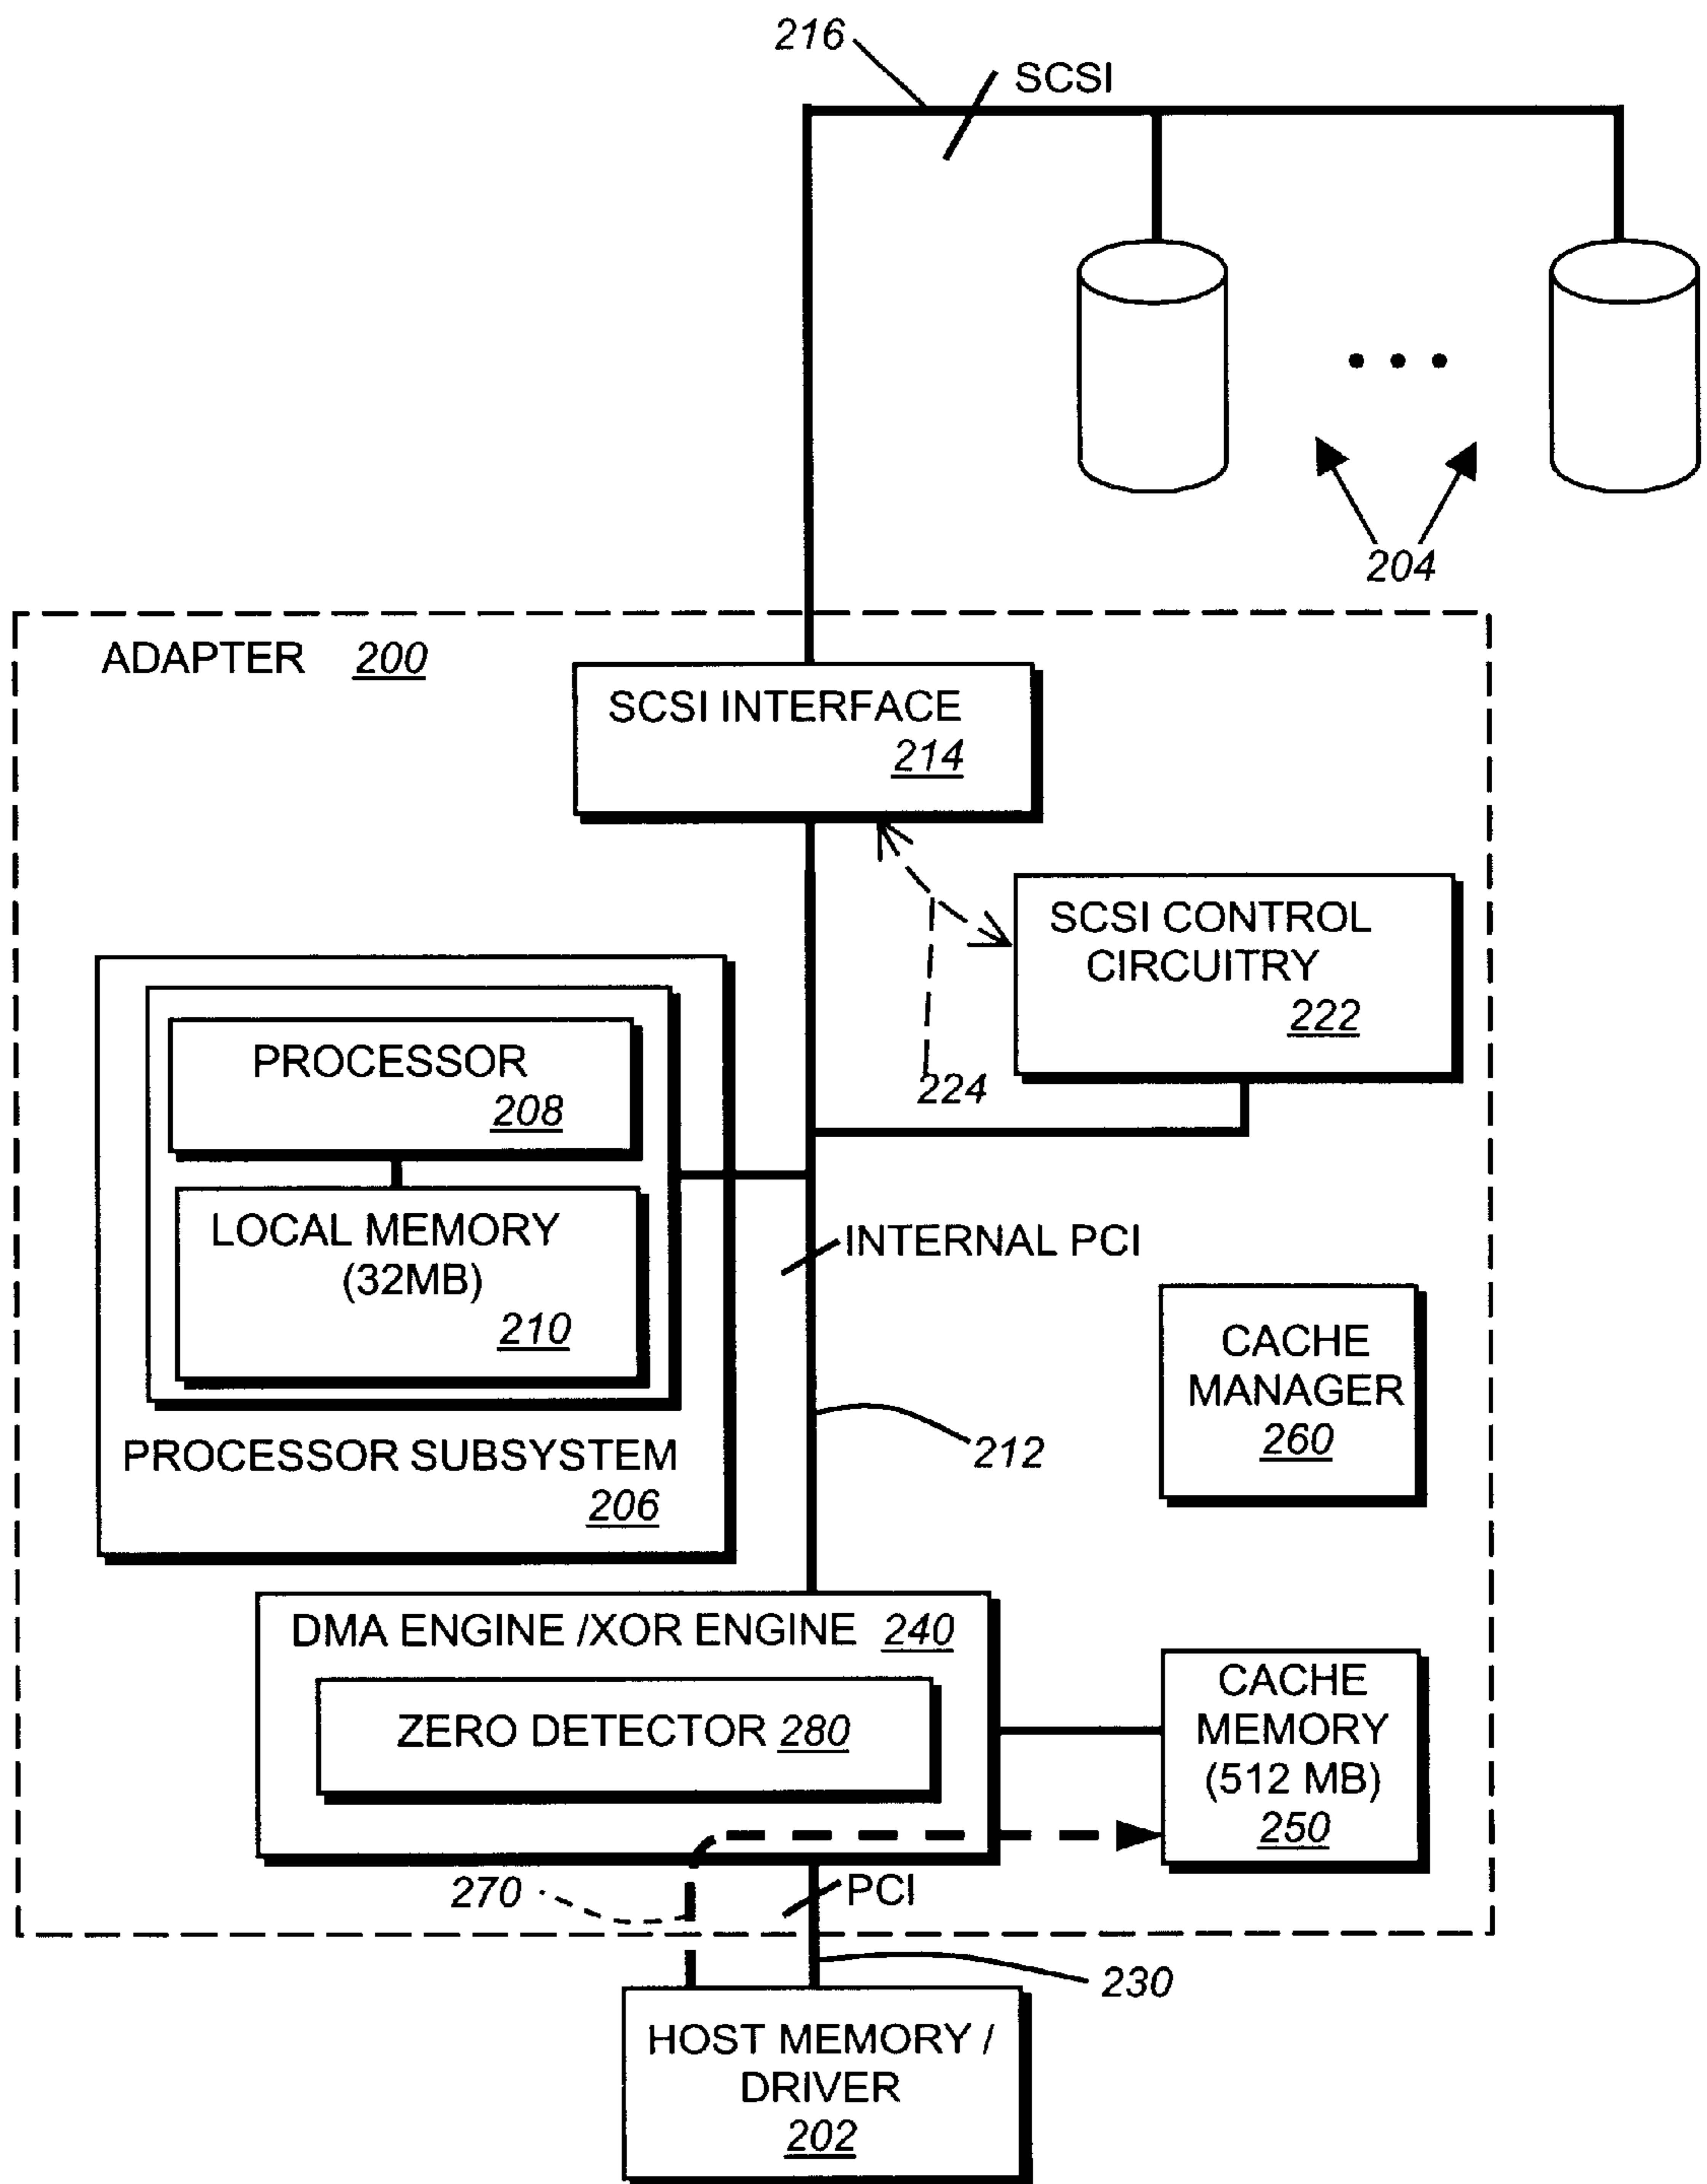 216
SCSI
204
ADAPTER 200
SCSI INTERFACE
214
SCSI CONTROL
CIRCUITRY
222
224
PROCESSOR
208
LOCAL MEMORY
(32MB)
210
PROCESSOR SUBSYSTEM
206
INTERNAL PCI
212
CACHE
MANAGER
260
DMA ENGINE /XOR ENGINE 240
ZERO DETECTOR 280
CACHE
MEMORY
(512 MB)
250
270
PCI
230
HOST MEMORY /
DRIVER
202